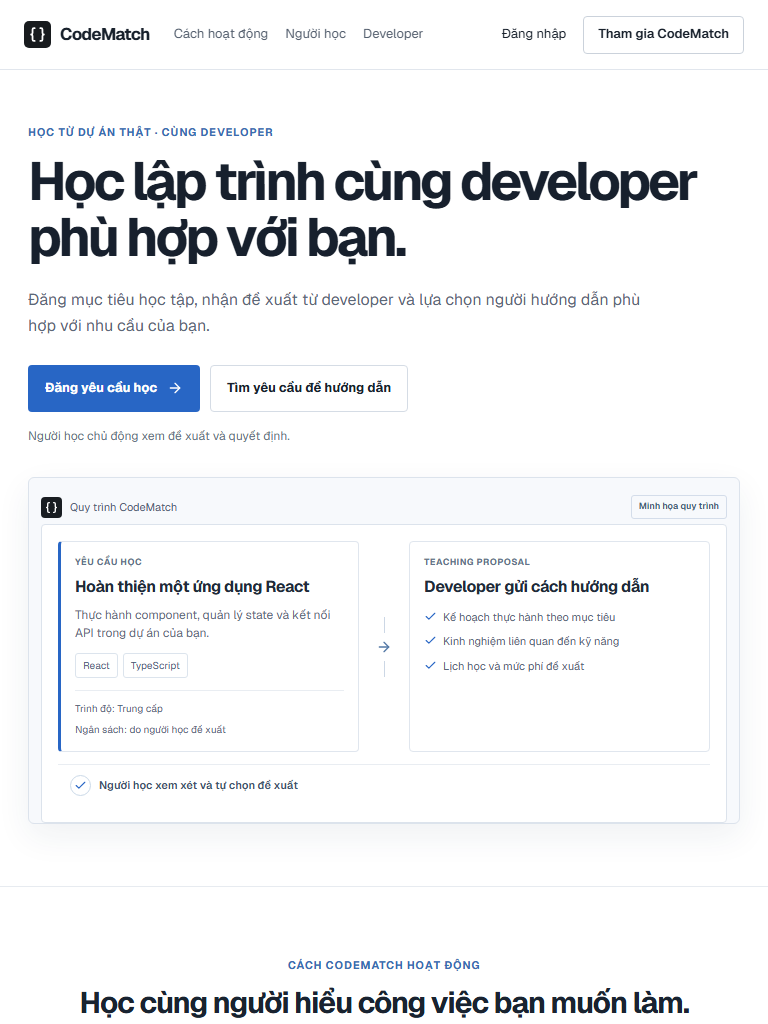 {} CodeMatch
Cách hoạt động
Người học
Developer
Đăng nhập
Tham gia CodeMatch
HỌC TỪ DỰ ÁN THẬT · CÙNG DEVELOPER
Học lập trình cùng developer
phù hợp với bạn.
Đăng mục tiêu học tập, nhận đề xuất từ developer và lựa chọn người hướng dẫn phù
hợp với nhu cầu của bạn.
Đăng yêu cầu học →
Tìm yêu cầu để hướng dẫn
Người học chủ động xem đề xuất và quyết định.
{} Quy trình CodeMatch
Minh họa quy trình
YÊU CẦU HỌC
Hoàn thiện một ứng dụng React
Thực hành component, quản lý state và kết nối
API trong dự án của bạn.
React
TypeScript
Trình độ: Trung cấp
Ngân sách: do người học đề xuất
TEACHING PROPOSAL
Developer gửi cách hướng dẫn
Kế hoạch thực hành theo mục tiêu
Kinh nghiệm liên quan đến kỹ năng
Lịch học và mức phí đề xuất
Người học xem xét và tự chọn đề xuất
CÁCH CODEMATCH HOẠT ĐỘNG
Học cùng người hiểu công việc bạn muốn làm.